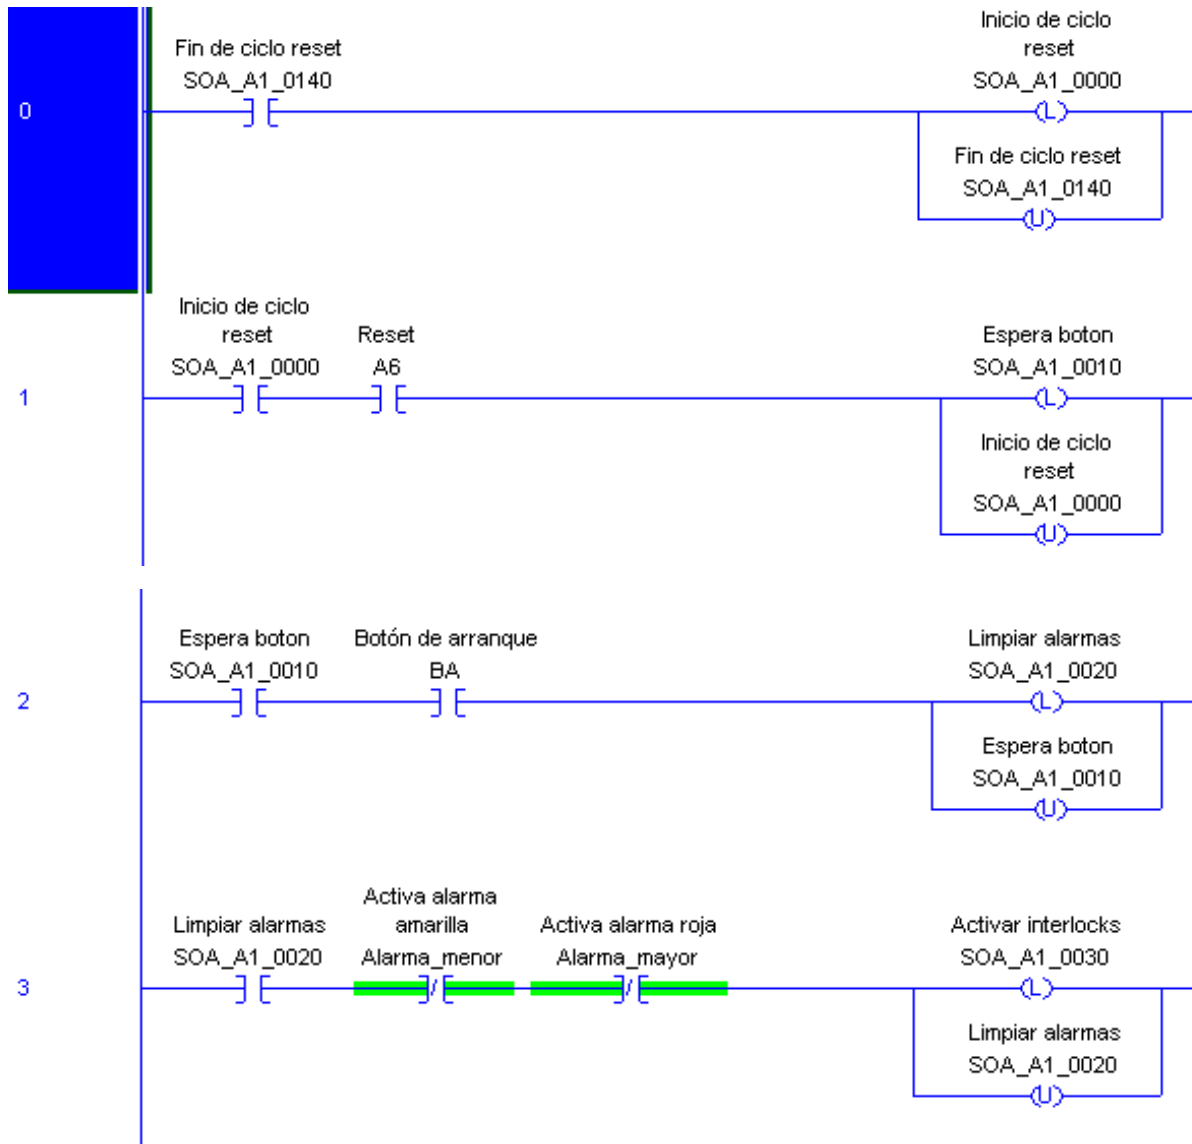 Inicio de ciclo
reset
Fin de ciclo reset
SOA_A1_0140
SOA_A1_0000
0
L
Fin de ciclo reset
SOA_A1_0140
U
Inicio de ciclo
reset
Reset
Espera boton
SOA_A1_0000
A6
SOA_A1_0010
1
L
Inicio de ciclo
reset
SOA_A1_0000
U
Espera boton
Botón de arranque
Limpiar alarmas
SOA_A1_0010
BA
SOA_A1_0020
2
L
Espera boton
SOA_A1_0010
U
Activa alarma
Limpiar alarmas
amarilla
Activa alarma roja
Activar interlocks
SOA_A1_0020
Alarma_menor
Alarma_mayor
SOA_A1_0030
3
L
Limpiar alarmas
SOA_A1_0020
U